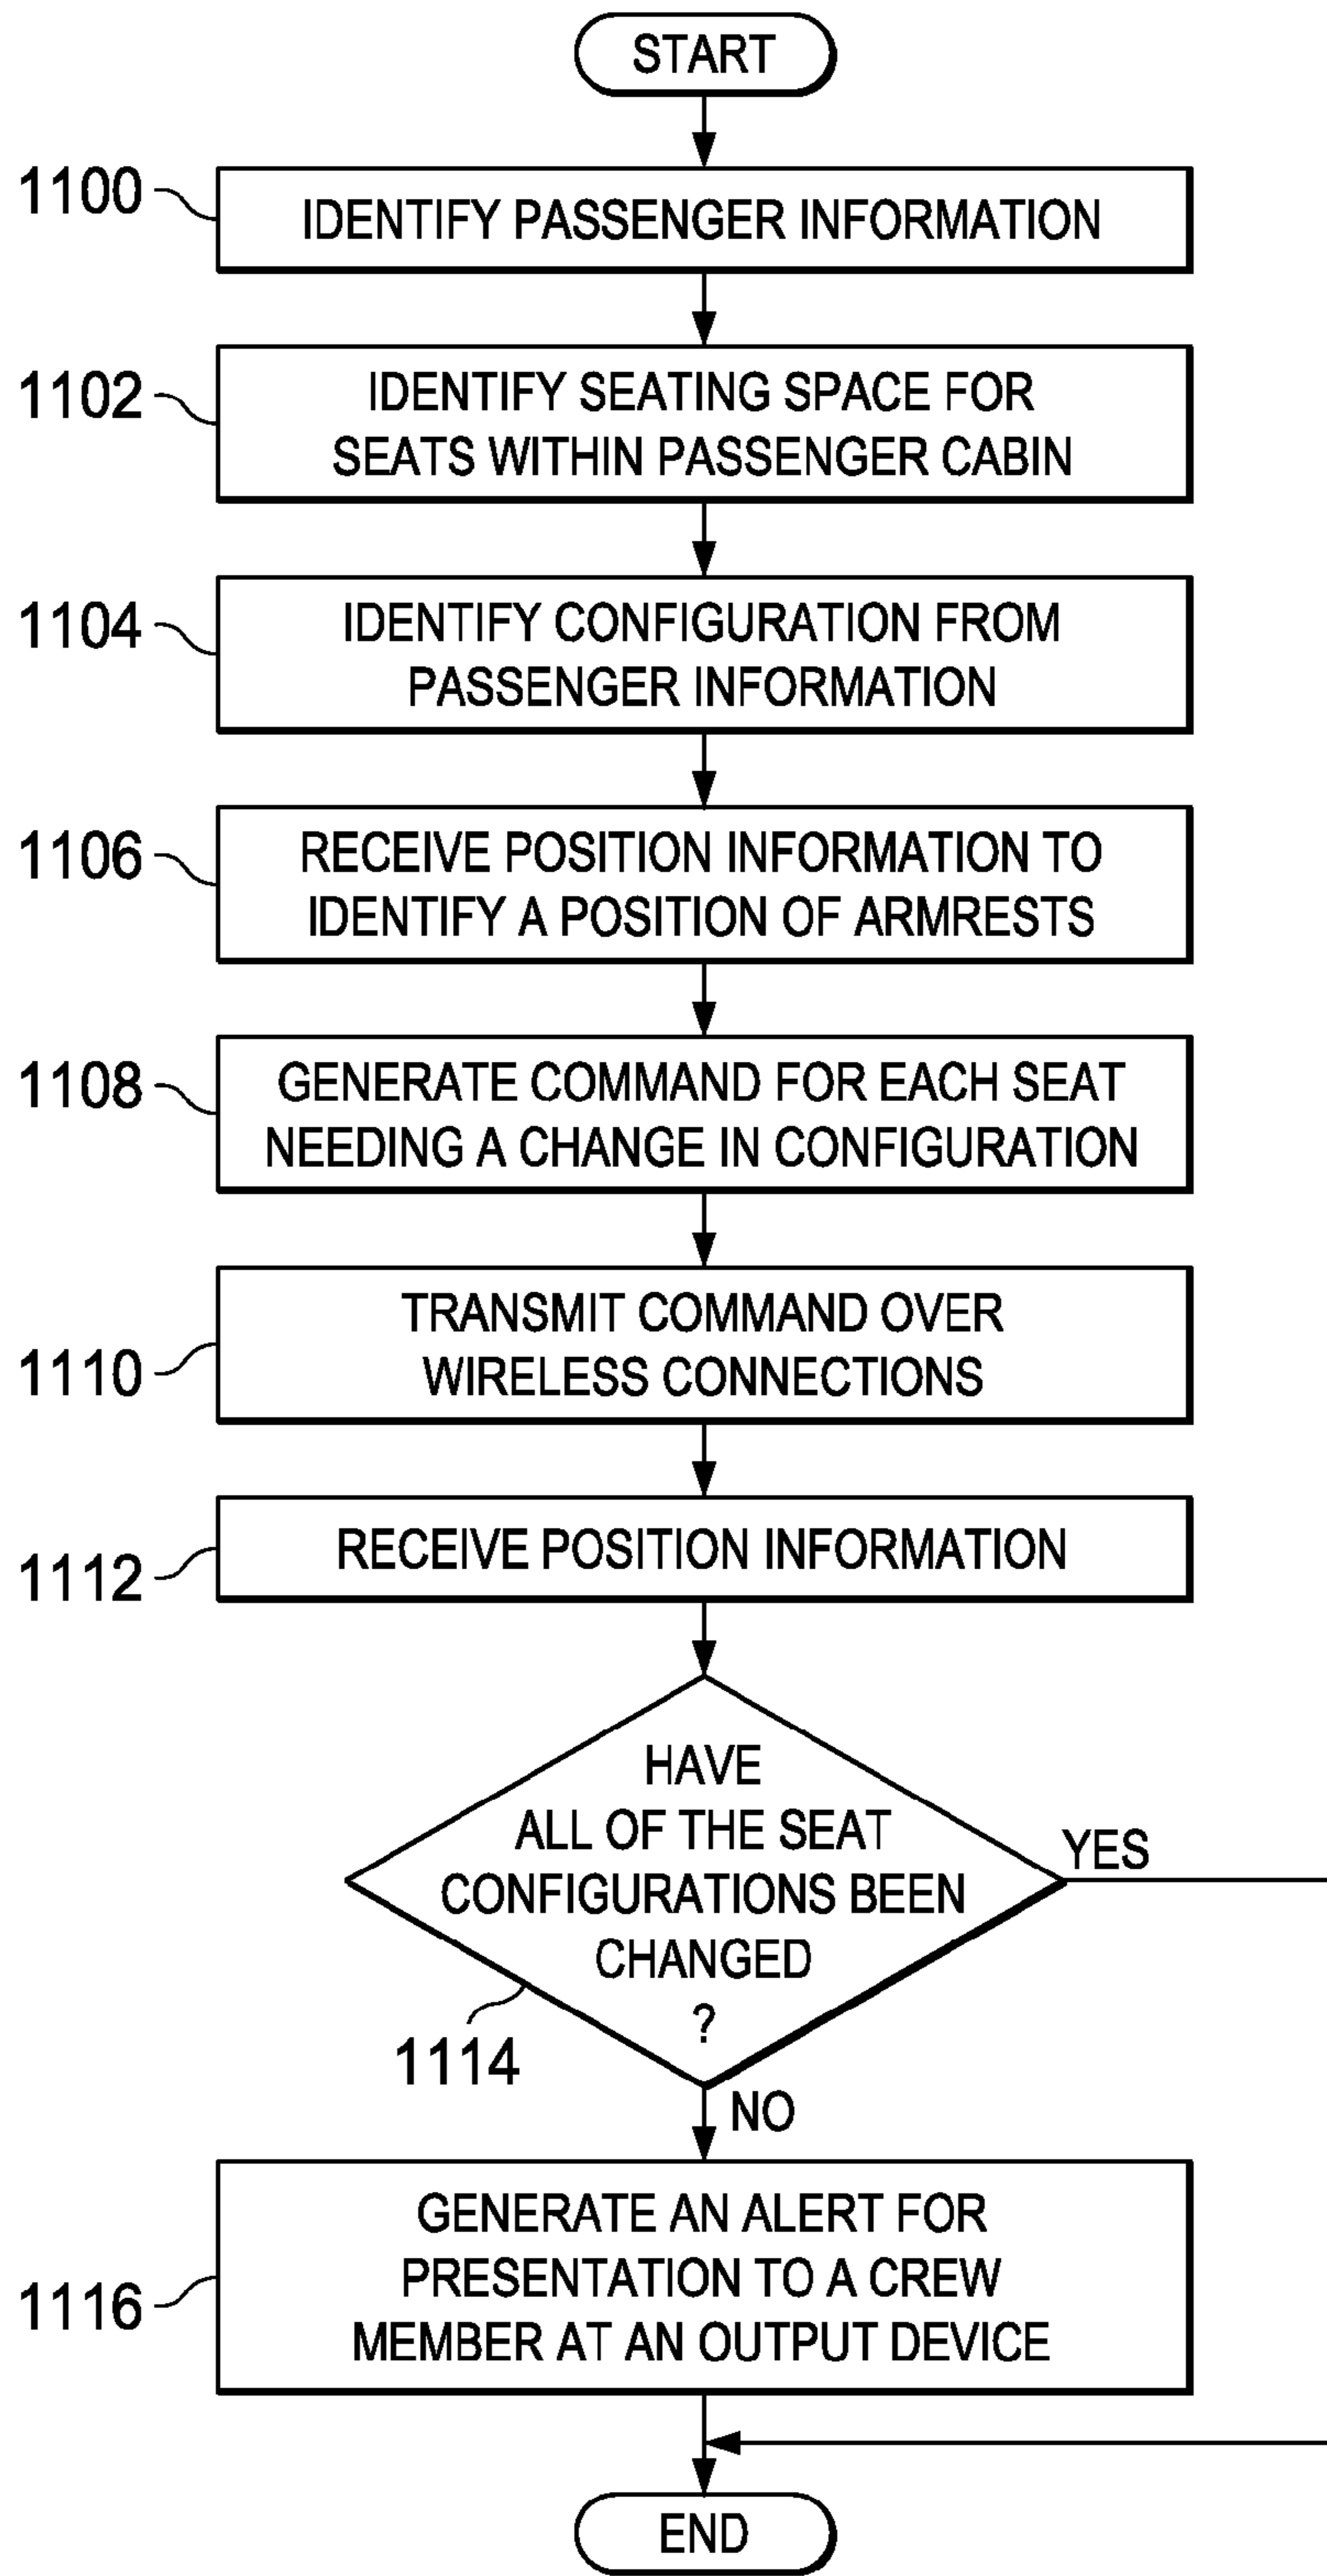 START
1100
IDENTIFY PASSENGER INFORMATION
1102
IDENTIFY SEATING SPACE FOR
SEATS WITHIN PASSENGER CABIN
1104
IDENTIFY CONFIGURATION FROM
PASSENGER INFORMATION
1106
RECEIVE POSITION INFORMATION TO
IDENTIFY A POSITION OF ARMRESTS
1108
GENERATE COMMAND FOR EACH SEAT
NEEDING A CHANGE IN CONFIGURATION
1110
TRANSMIT COMMAND OVER
WIRELESS CONNECTIONS
1112
RECEIVE POSITION INFORMATION
HAVE
ALL OF THE SEAT
CONFIGURATIONS BEEN
CHANGED
?
YES
1114
NO
1116
GENERATE AN ALERT FOR
PRESENTATION TO A CREW
MEMBER AT AN OUTPUT DEVICE
END